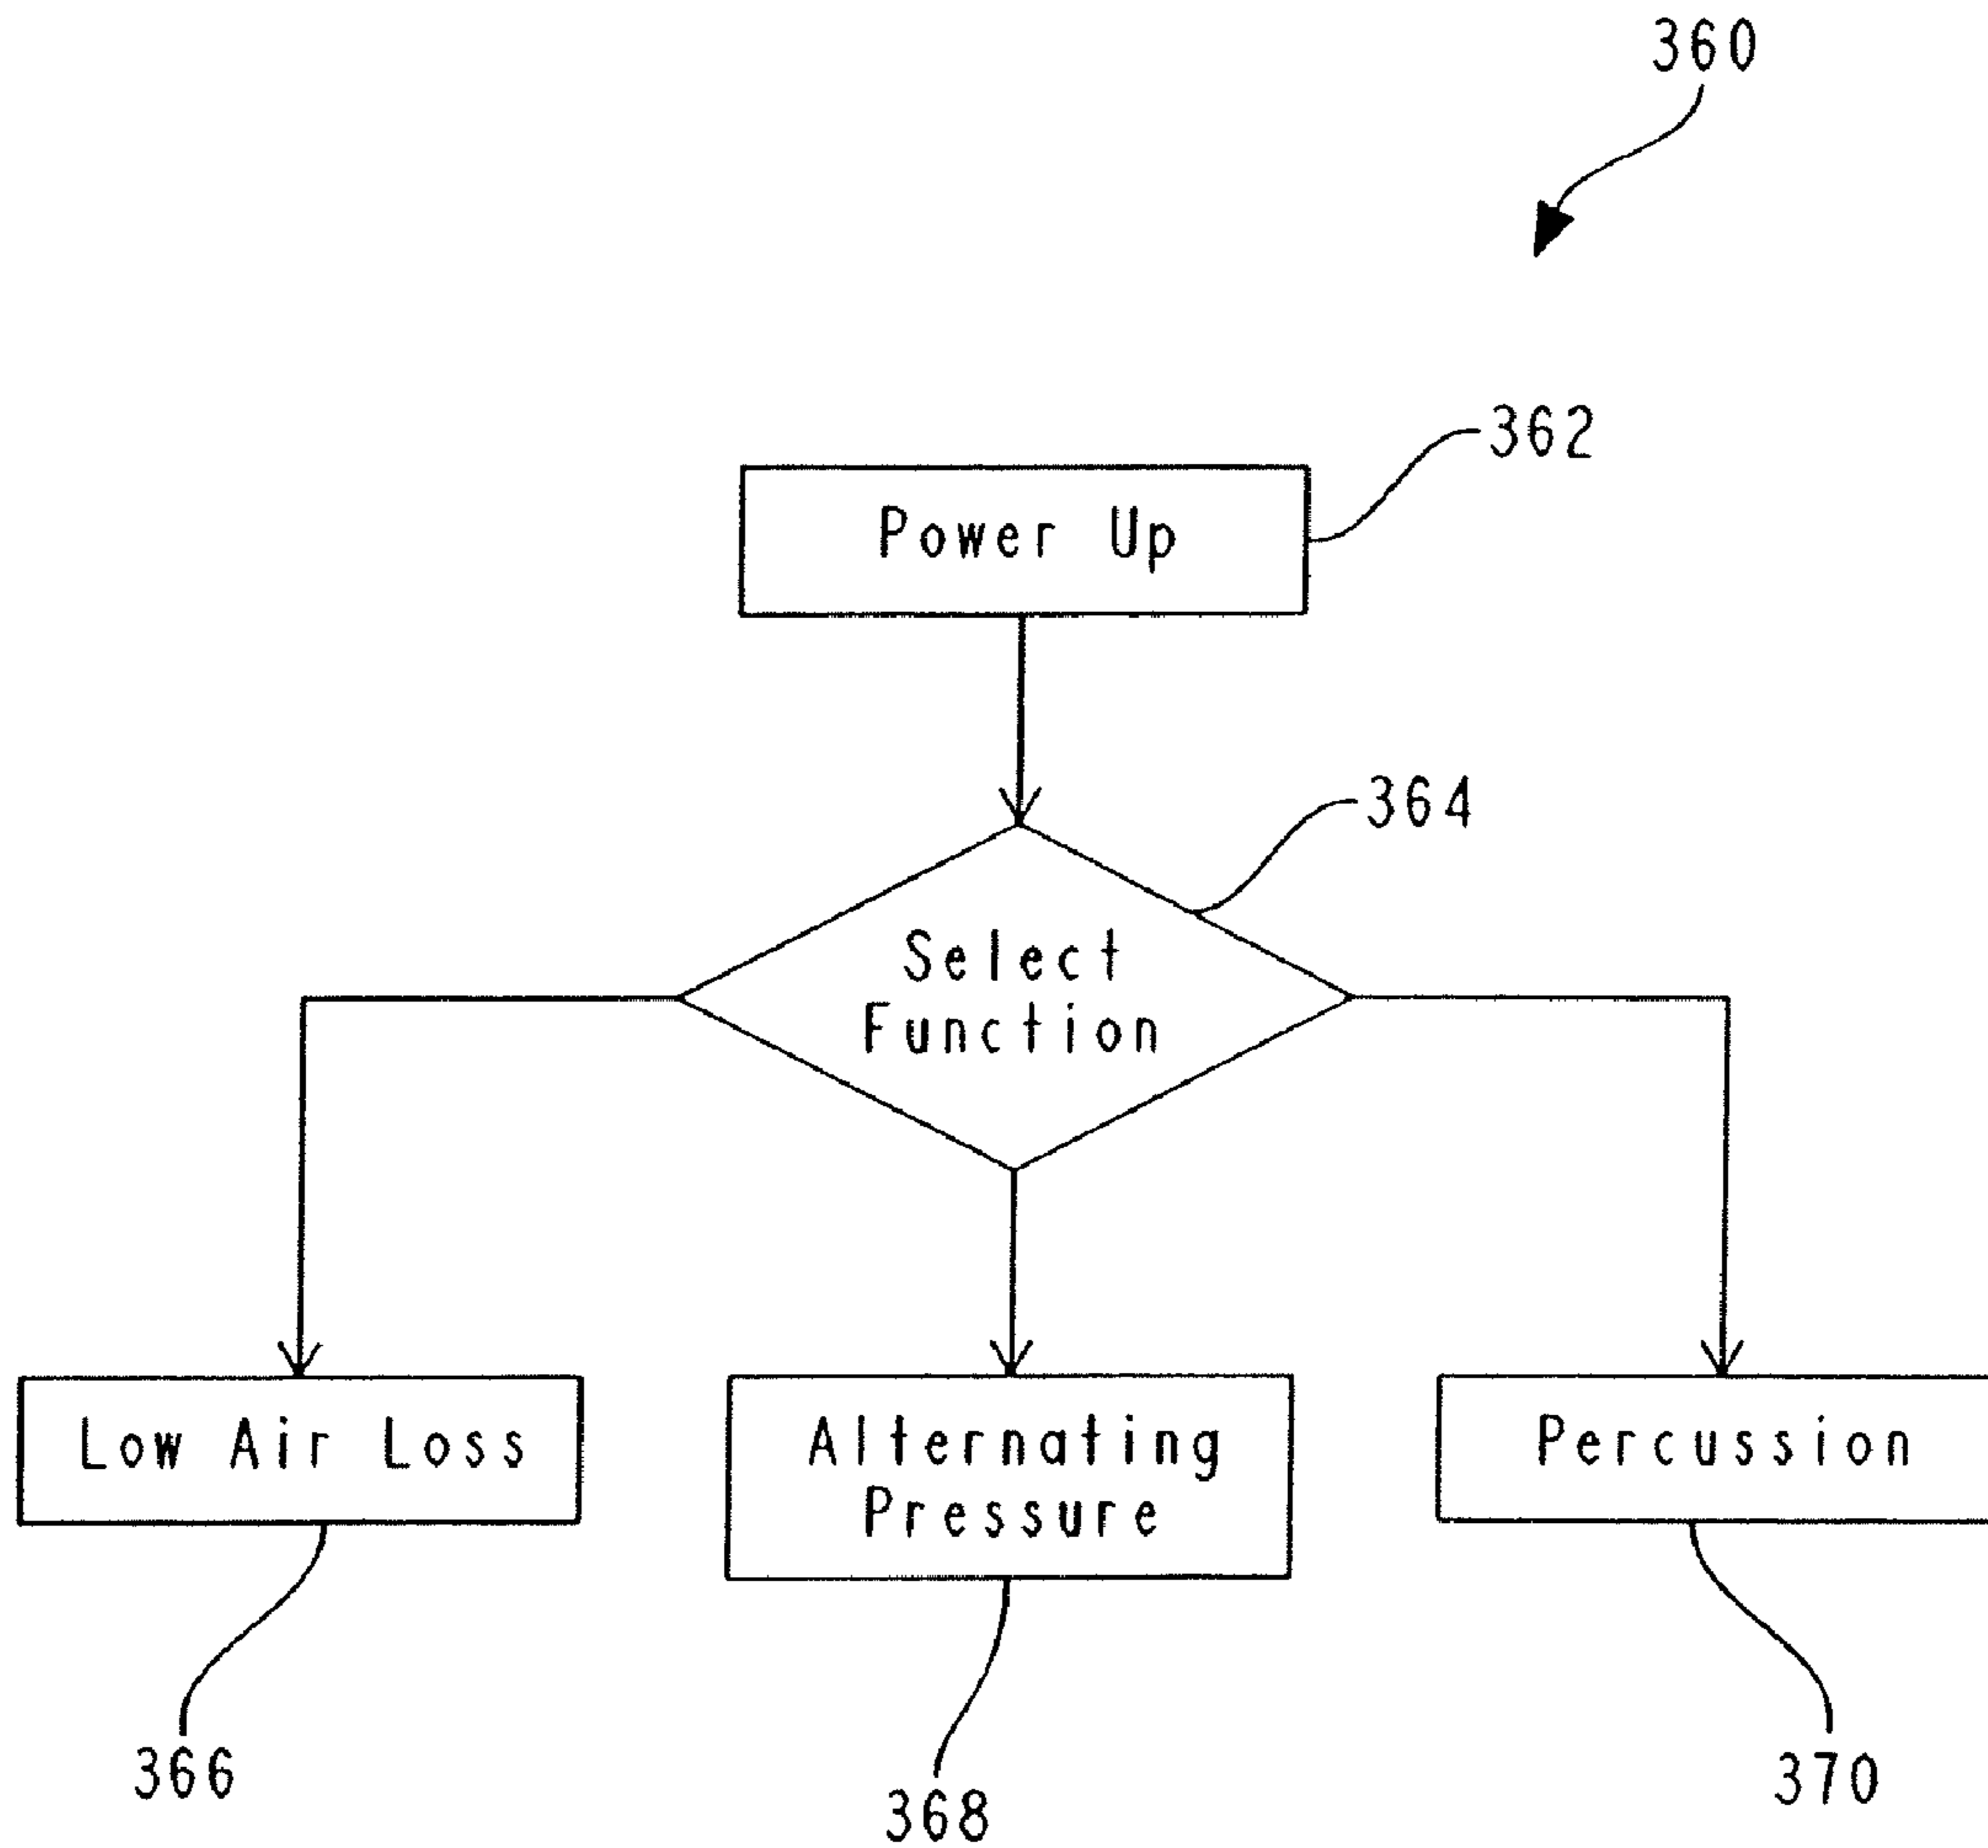 360
362
Power Up
364
Select
Function
Low Air Loss
Alternating
Pressure
Percussion
366
368
370